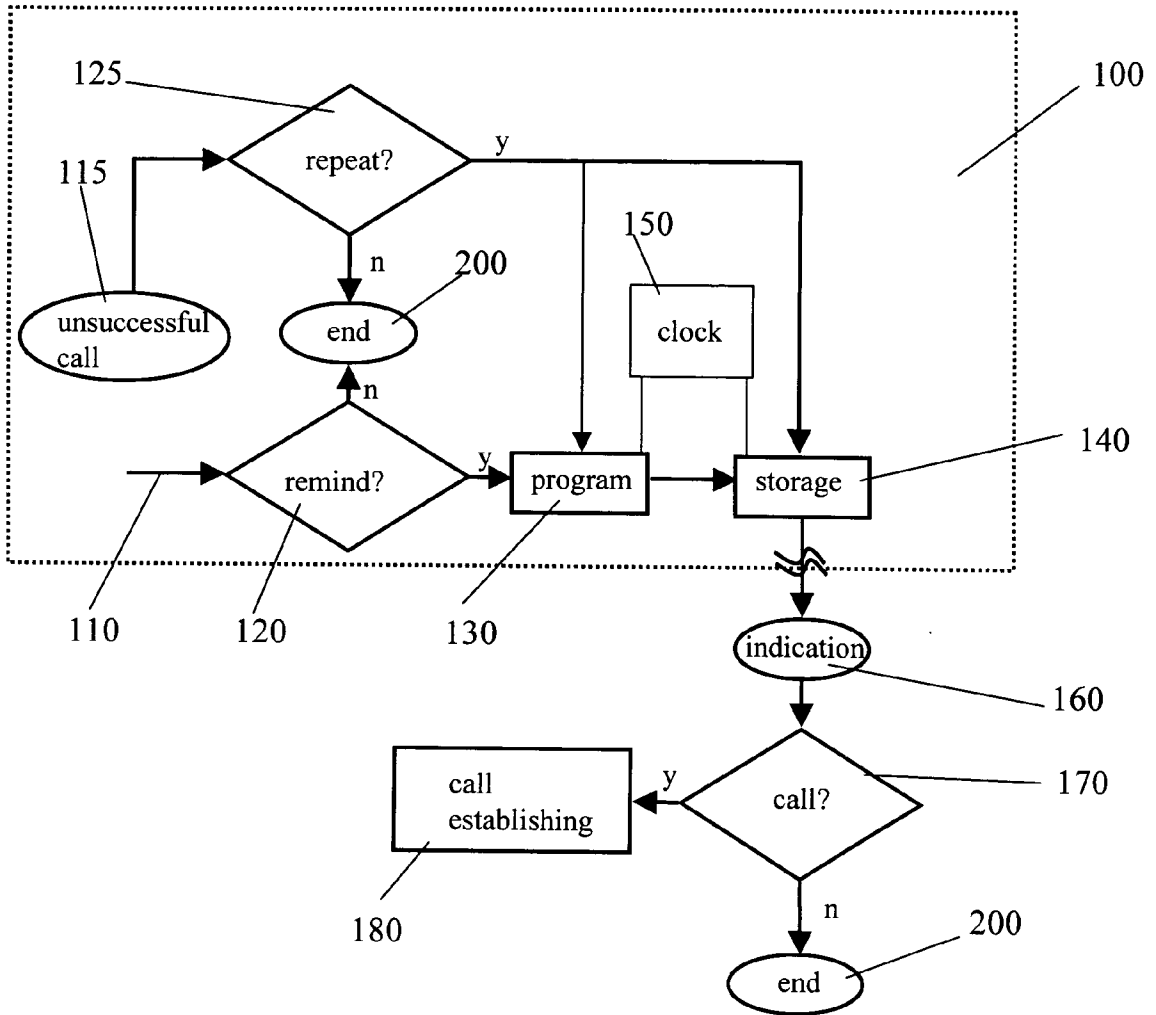 125
100
y
repeat?
115
150
n
200
unsuccessful
call
end
clock
n
140
y
remind?
program
storage
110
120
130
indication
160
170
y
call
establishing
call?
180
n
200
end